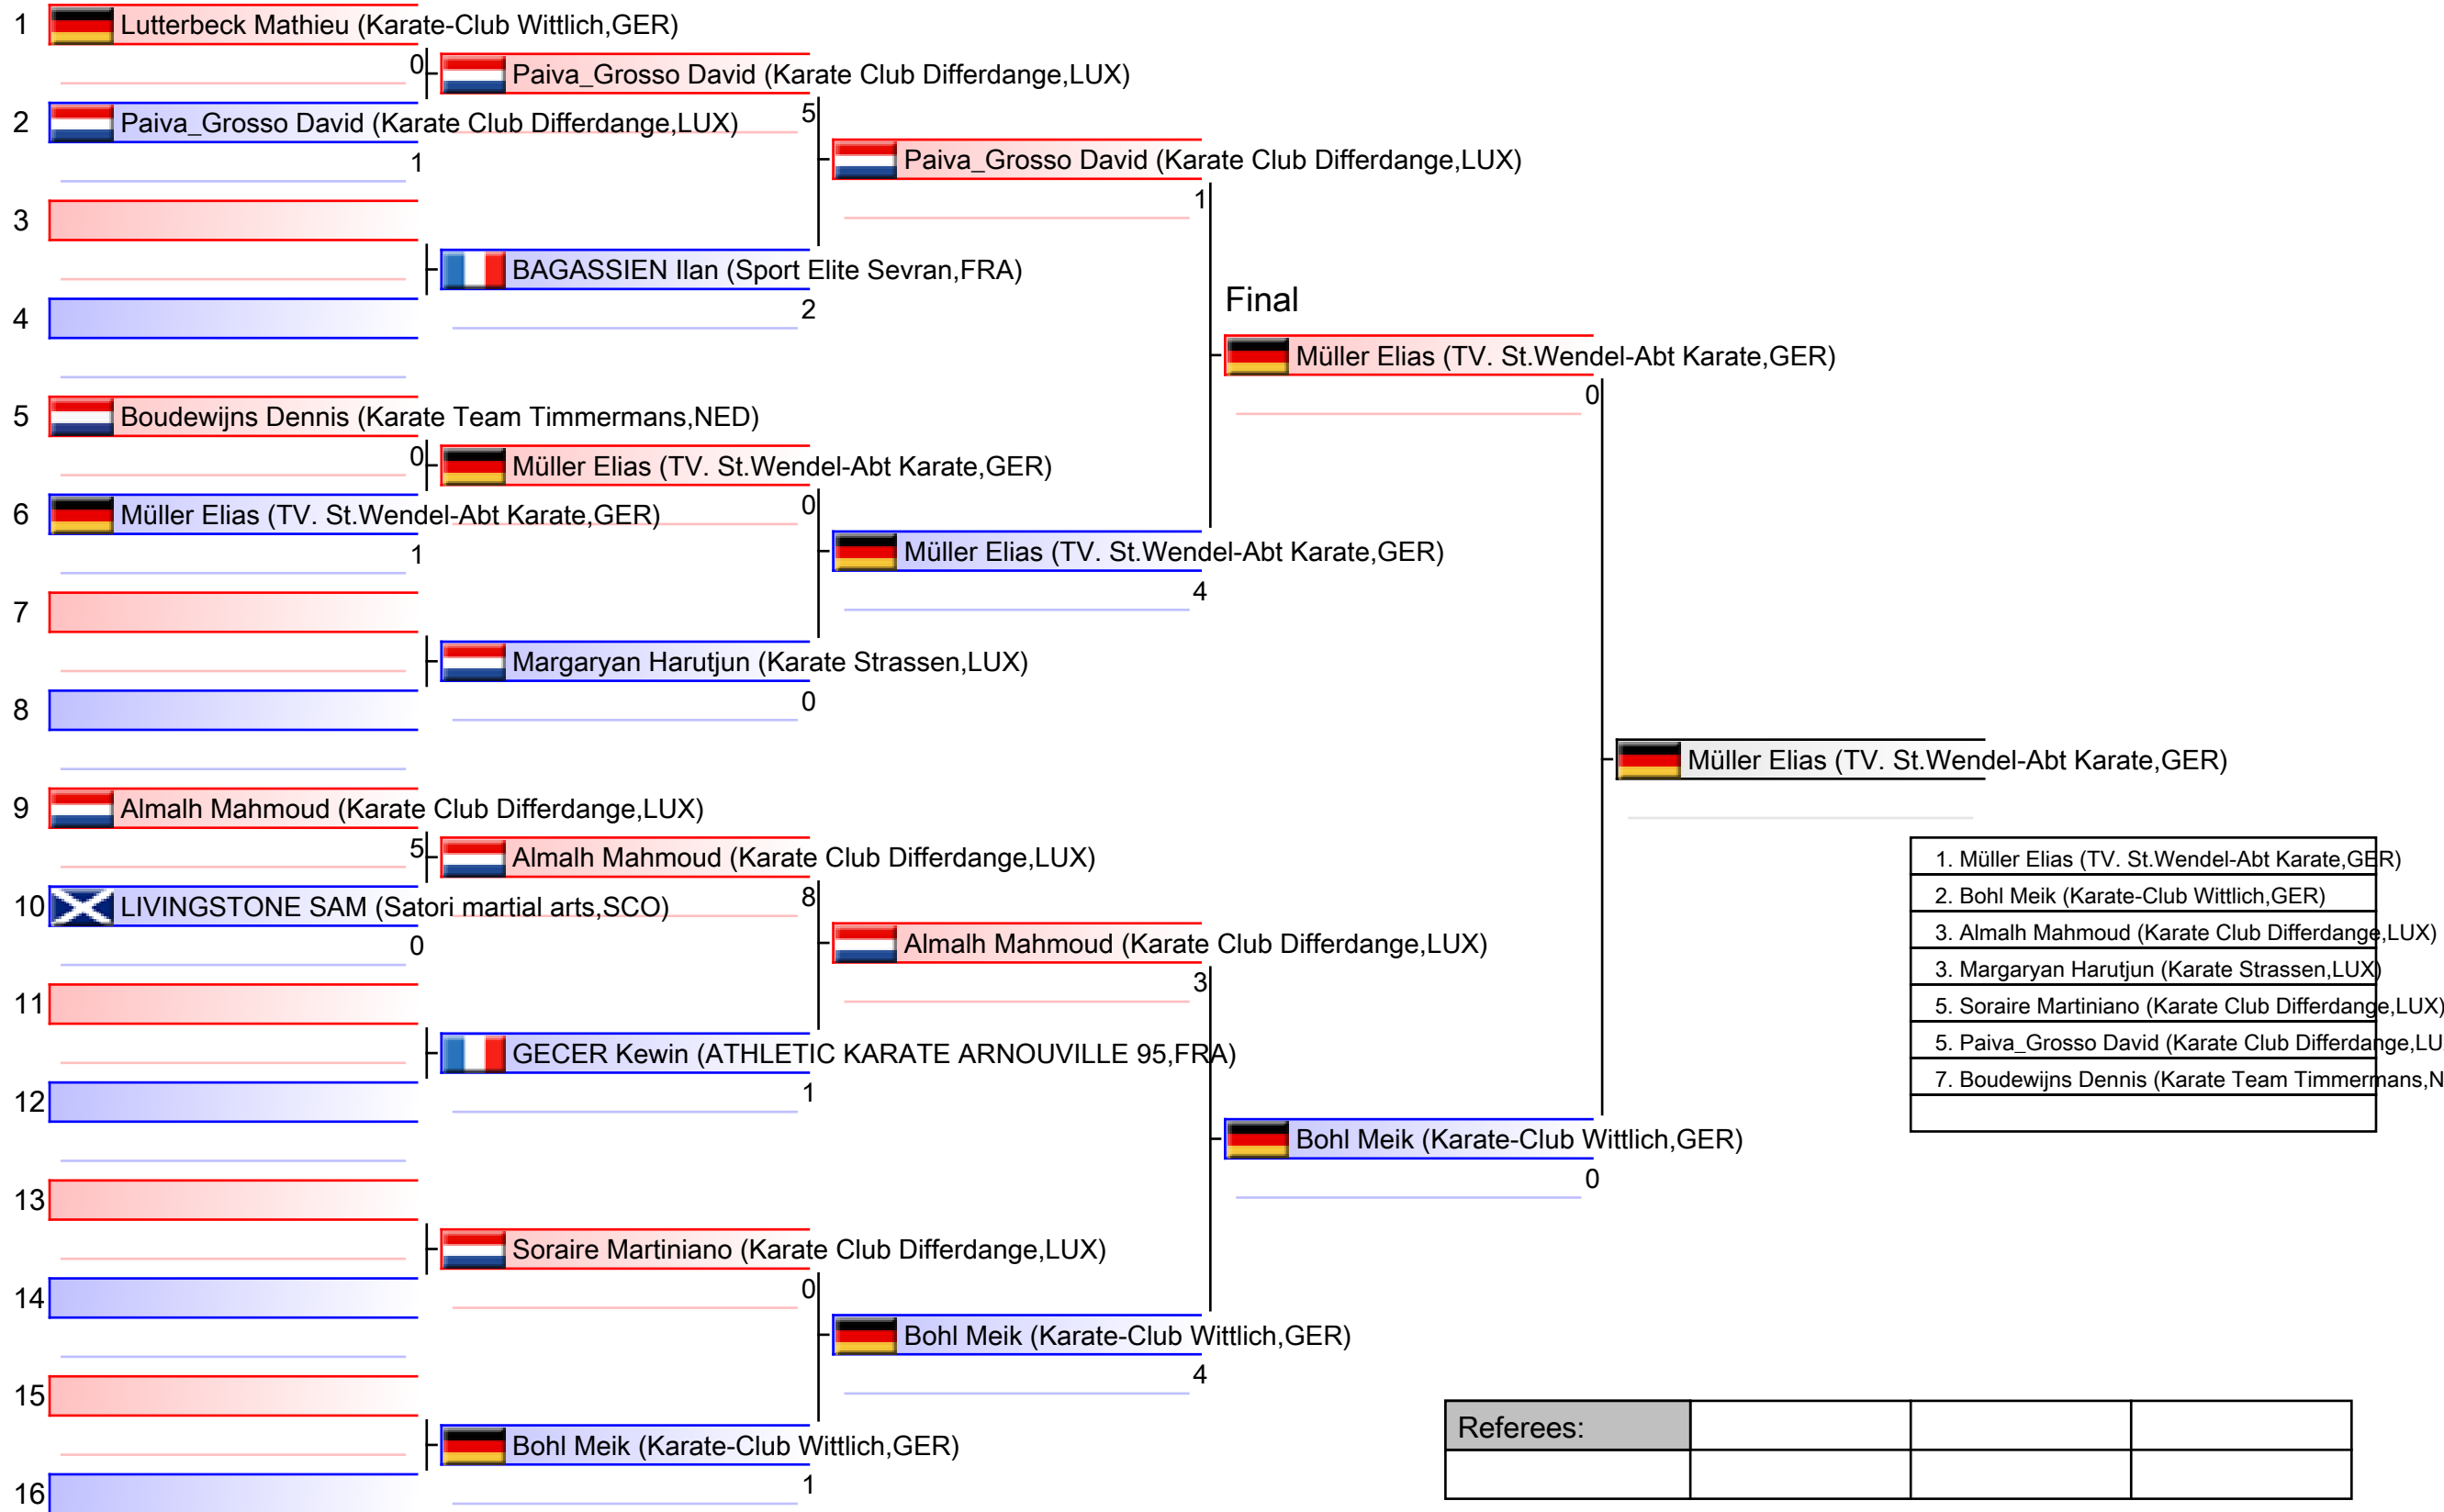 1 Lutterbeck Mathieu (Karate-Club Wittlich,GER)
0
Paiva_Grosso David (Karate Club Differdange,LUX)
5
2 Paiva_Grosso David (Karate Club Differdange,LUX)
1
Paiva_Grosso David (Karate Club Differdange,LUX)
1
3
BAGASSIEN Ilan (Sport Elite Sevran,FRA)
2
4
Final
Müller Elias (TV. St.Wendel-Abt Karate,GER)
0
5 Boudewijns Dennis (Karate Team Timmermans,NED)
0
Müller Elias (TV. St.Wendel-Abt Karate,GER)
0
6 Müller Elias (TV. St.Wendel-Abt Karate,GER)
1
Müller Elias (TV. St.Wendel-Abt Karate,GER)
4
7
Margaryan Harutjun (Karate Strassen,LUX)
0
8
Müller Elias (TV. St.Wendel-Abt Karate,GER)
9 Almalh Mahmoud (Karate Club Differdange,LUX)
5
Almalh Mahmoud (Karate Club Differdange,LUX)
8
10 LIVINGSTONE SAM (Satori martial arts,SCO)
0
Almalh Mahmoud (Karate Club Differdange,LUX)
3
11
GECER Kewin (ATHLETIC KARATE ARNOUVILLE 95,FRA)
1
12
Bohl Meik (Karate-Club Wittlich,GER)
0
13
Soraire Martiniano (Karate Club Differdange,LUX)
0
14
Bohl Meik (Karate-Club Wittlich,GER)
4
15
Bohl Meik (Karate-Club Wittlich,GER)
1
16
1. Müller Elias (TV. St.Wendel-Abt Karate,GER)
2. Bohl Meik (Karate-Club Wittlich,GER)
3. Almalh Mahmoud (Karate Club Differdange,LUX)
3. Margaryan Harutjun (Karate Strassen,LUX)
5. Soraire Martiniano (Karate Club Differdange,LUX)
5. Paiva_Grosso David (Karate Club Differdange,LU
7. Boudewijns Dennis (Karate Team Timmermans,N
Referees: